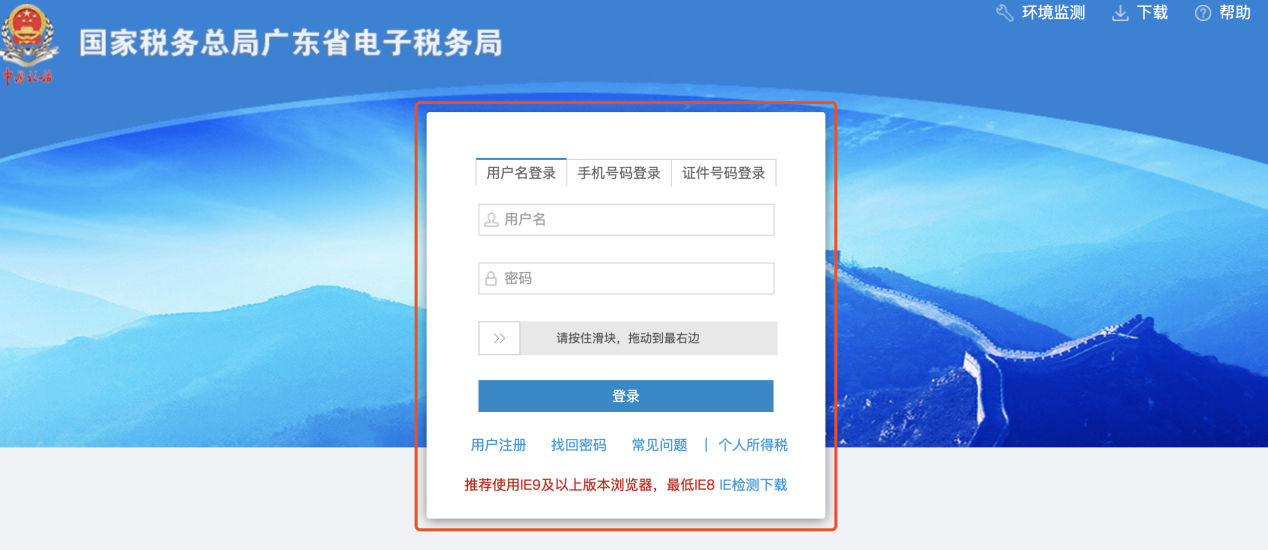 环境监测 下载 帮助
国家税务总局广东省电子税务局
中国税务
用户名登录 手机号码登录 证件号码登录
用户名
密码
>> 请按住滑块，拖动到最右边
登录
用户注册 找回密码 常见问题 | 个人所得税
推荐使用IE9及以上版本浏览器，最低IE8 IE检测下载